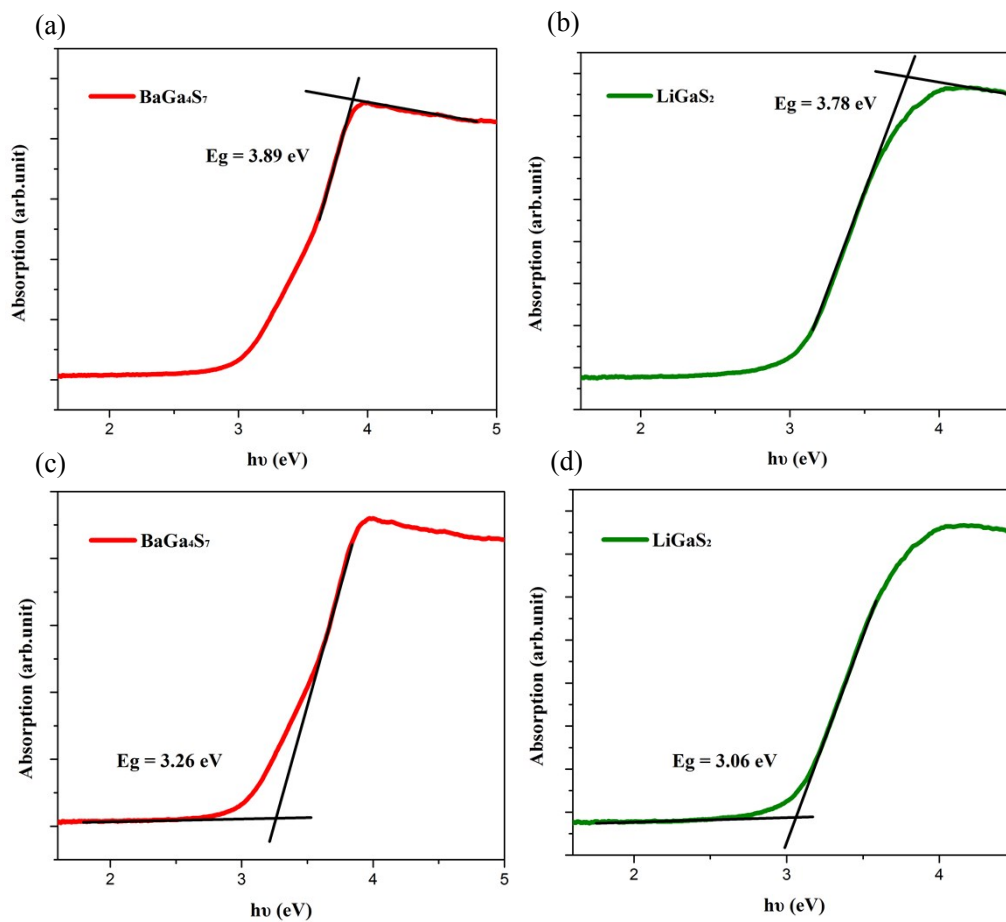 (a)
BaGa₄S₇
Eg = 3.89 eV
Absorption (arb.unit)
2 3 4 5
hυ (eV)
(b)
LiGaS₂
Eg = 3.78 eV
Absorption (arb.unit)
2 3 4
hυ (eV)
(c)
BaGa₄S₇
Eg = 3.26 eV
Absorption (arb.unit)
2 3 4 5
hυ (eV)
(d)
LiGaS₂
Eg = 3.06 eV
Absorption (arb.unit)
2 3 4
hυ (eV)